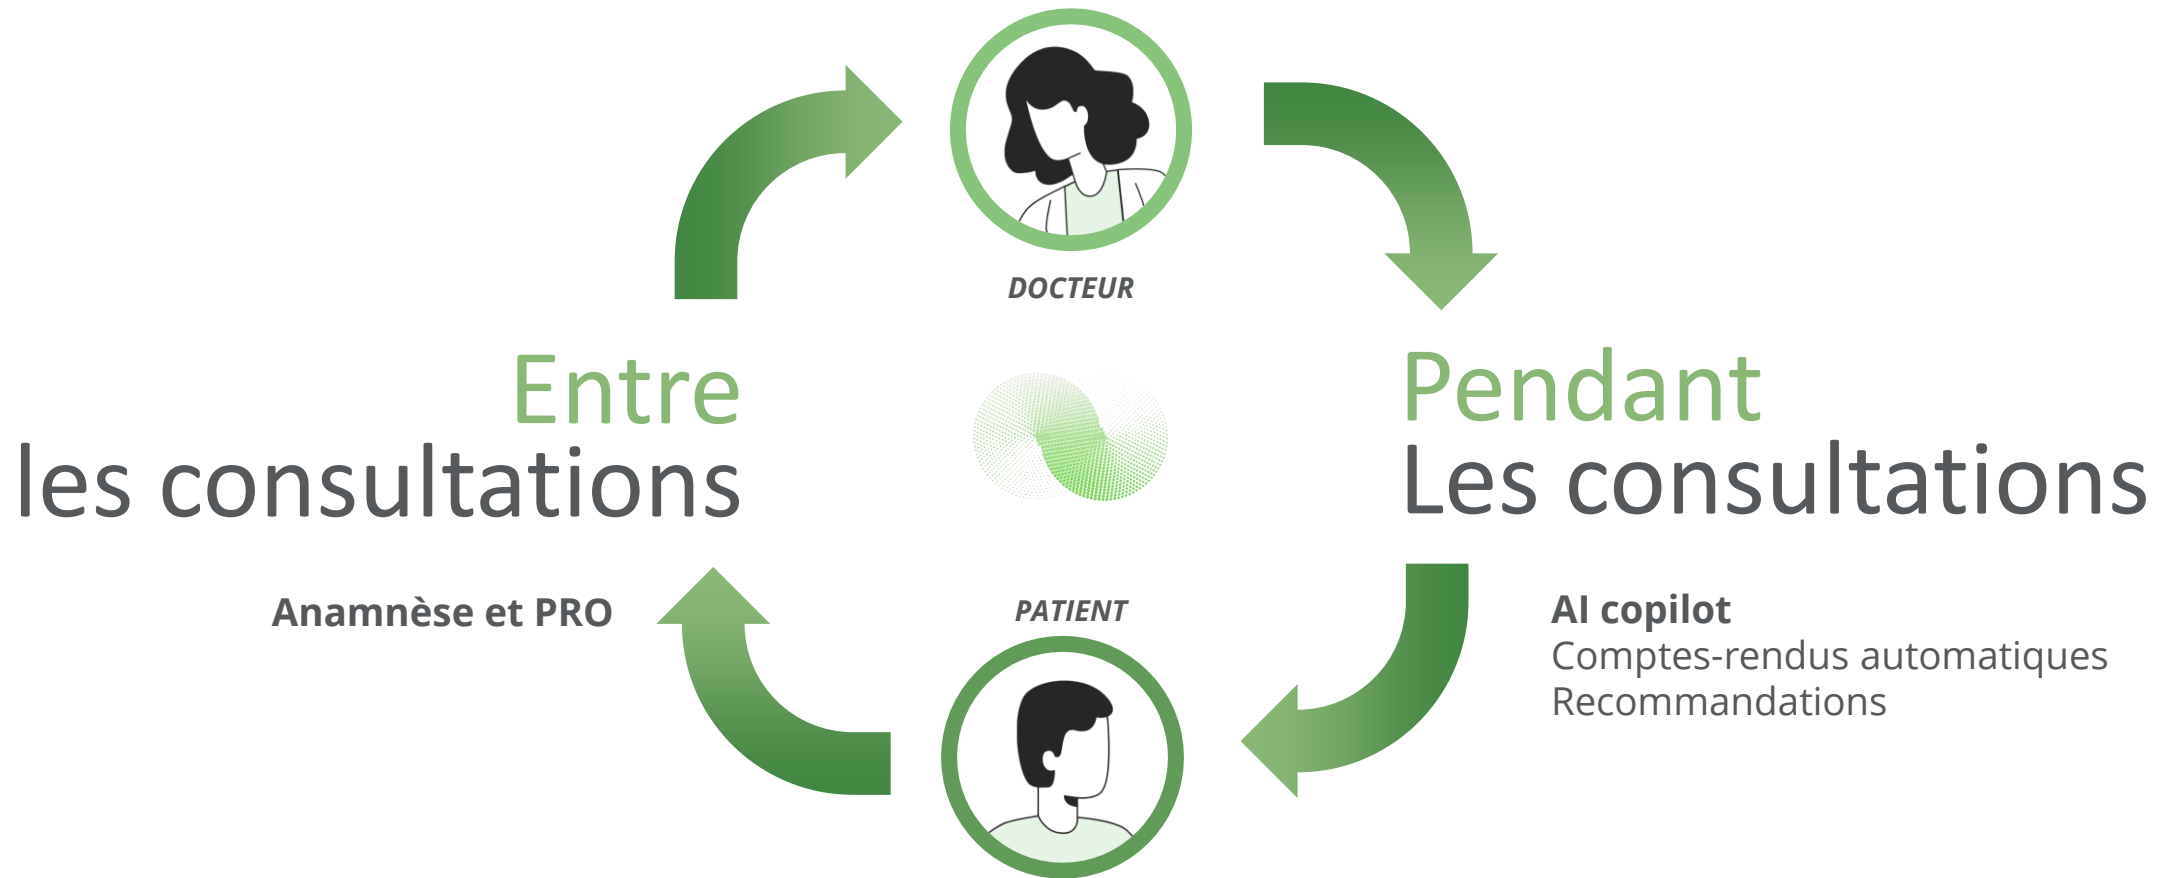 DOCTEUR
Entre
les consultations
Pendant
Les consultations
Anamnèse et PRO
PATIENT
AI copilot
Comptes-rendus automatiques
Recommandations